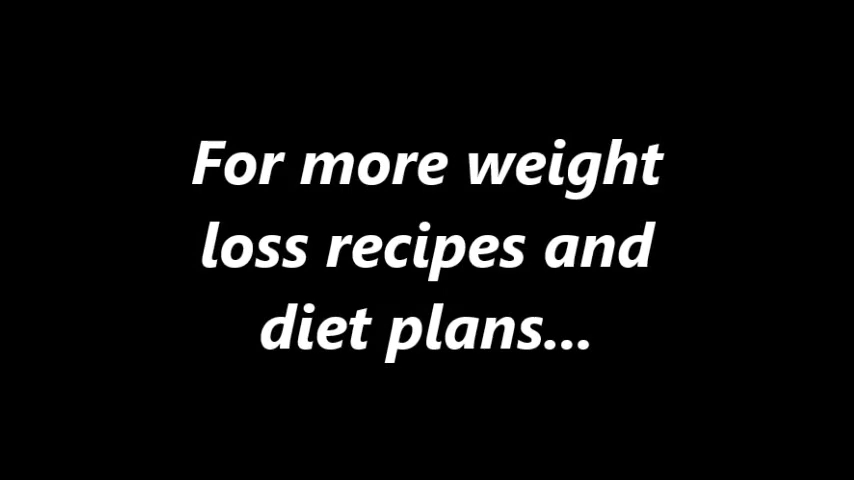 For more weight
loss recipes and
diet plans...